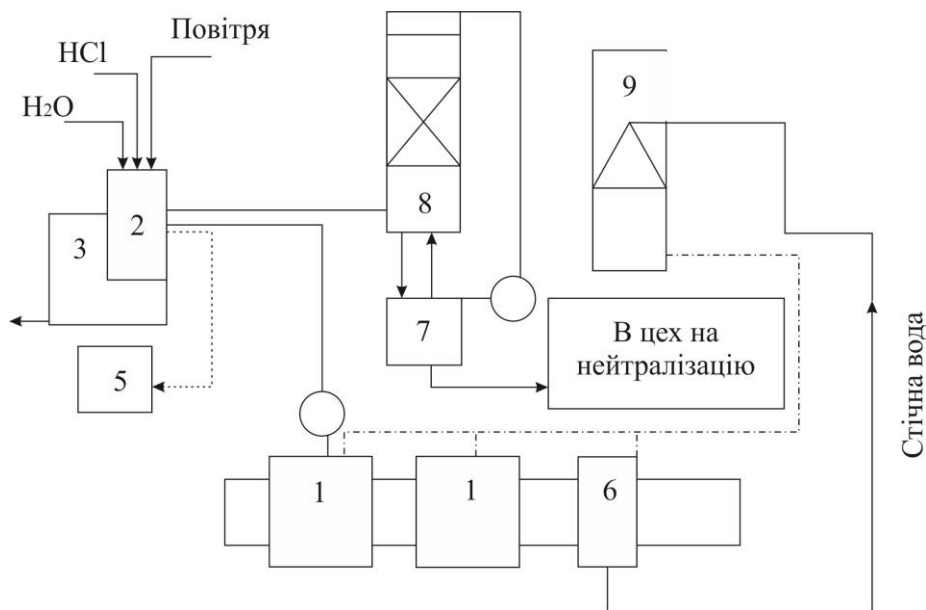 Повітря
HCl
H₂O
9
8
2
3
7
5
В цех на
нейтралізацію
Стічна вода
1
1
6